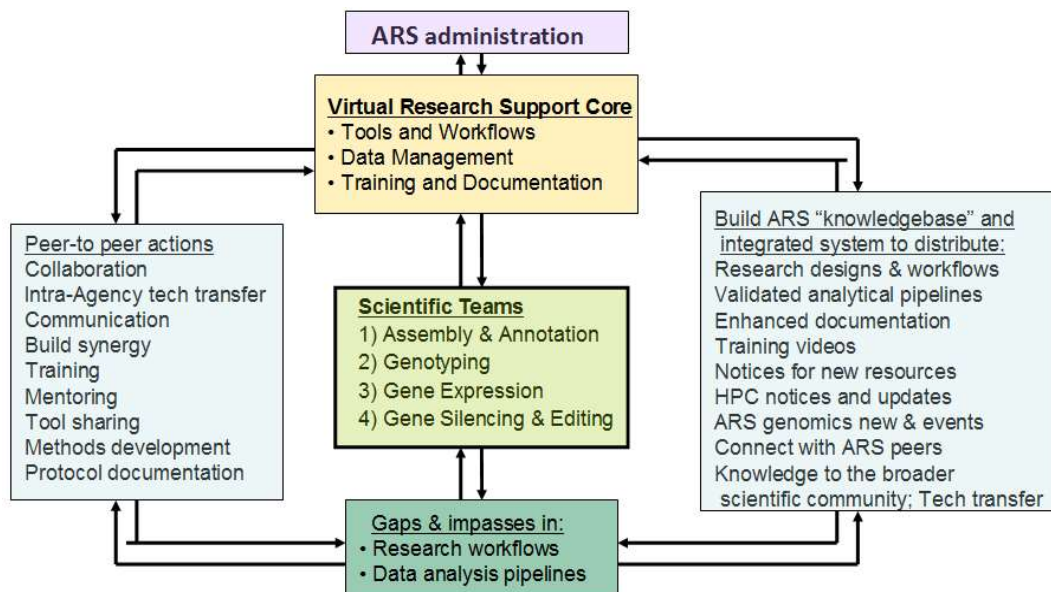 ARS administration
Virtual Research Support Core
• Tools and Workflows
• Data Management
• Training and Documentation
Peer-to peer actions
Collaboration
Intra-Agency tech transfer
Communication
Build synergy
Training
Mentoring
Tool sharing
Methods development
Protocol documentation
Scientific Teams
1) Assembly & Annotation
2) Genotyping
3) Gene Expression
4) Gene Silencing & Editing
Build ARS “knowledgebase” and
integrated system to distribute:
Research designs & workflows
Validated analytical pipelines
Enhanced documentation
Training videos
Notices for new resources
HPC notices and updates
ARS genomics new & events
Connect with ARS peers
Knowledge to the broader
scientific community; Tech transfer
Gaps & impasses in:
• Research workflows
• Data analysis pipelines